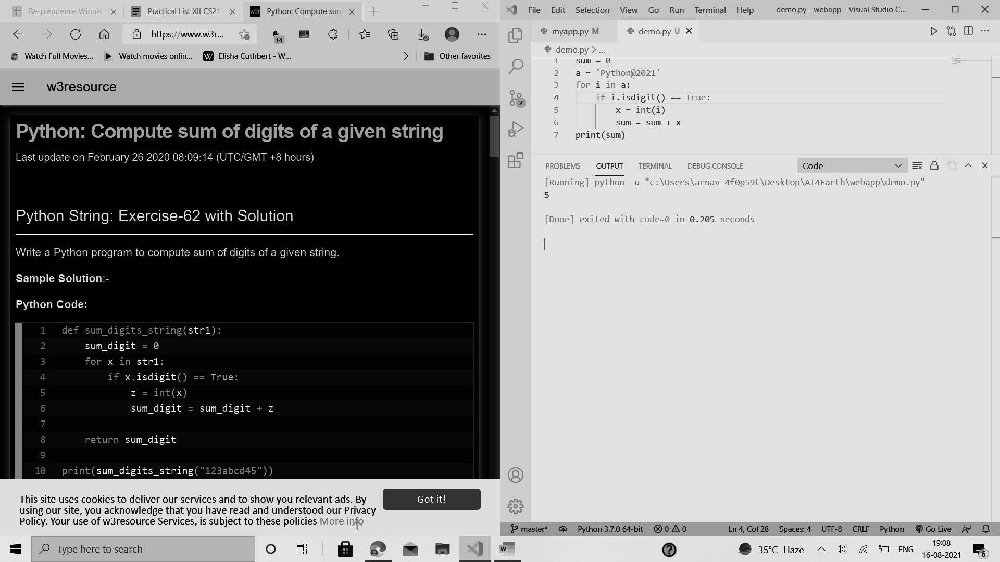 Resplendence Winner
Practical List XII CS21
w3r
Python: Compute sum
https://www.w3r...
14
Watch Full Movies...
Watch movies onlin...
W
Elisha Cuthbert - W...
Other favorites
w3resource
Python: Compute sum of digits of a given string
Last update on February 26 2020 08:09:14 (UTC/GMT +8 hours)
Python String: Exercise-62 with Solution
Write a Python program to compute sum of digits of a given string.
Sample Solution:-
Python Code:
1 def sum_digits_string(str1):
2     sum_digit = 0
3     for x in str1:
4         if x.isdigit() == True:
5             z = int(x)
6             sum_digit = sum_digit + z
7
8     return sum_digit
9
10 print(sum_digits_string("123abcd45"))
This site uses cookies to deliver our services and to show you relevant ads. By
using our site, you acknowledge that you have read and understood our Privacy
Policy. Your use of w3resource Services, is subject to these policies More info
Got it!
File Edit Selection View Go Run Terminal Help demo.py - webapp - Visual Studio C...
myapp.py M demo.py U
demo.py > ...
1 sum = 0
2 a = 'Python@2021'
3 for i in a:
4     if i.isdigit() == True:
5         x = int(i)
6         sum = sum + x
7 print(sum)
2
PROBLEMS OUTPUT TERMINAL DEBUG CONSOLE Code
[Running] python -u "c:\Users\arnav_4f0p59t\Desktop\AI4Earth\webapp\demo.py"
5
[Done] exited with code=0 in 0.205 seconds
master* Python 3.7.0 64-bit 0 0 Ln 4, Col 28 Spaces: 4 UTF-8 CRLF Python Go Live
Type here to search
W
35°C Haze
ENG
19:08
16-08-2021
6